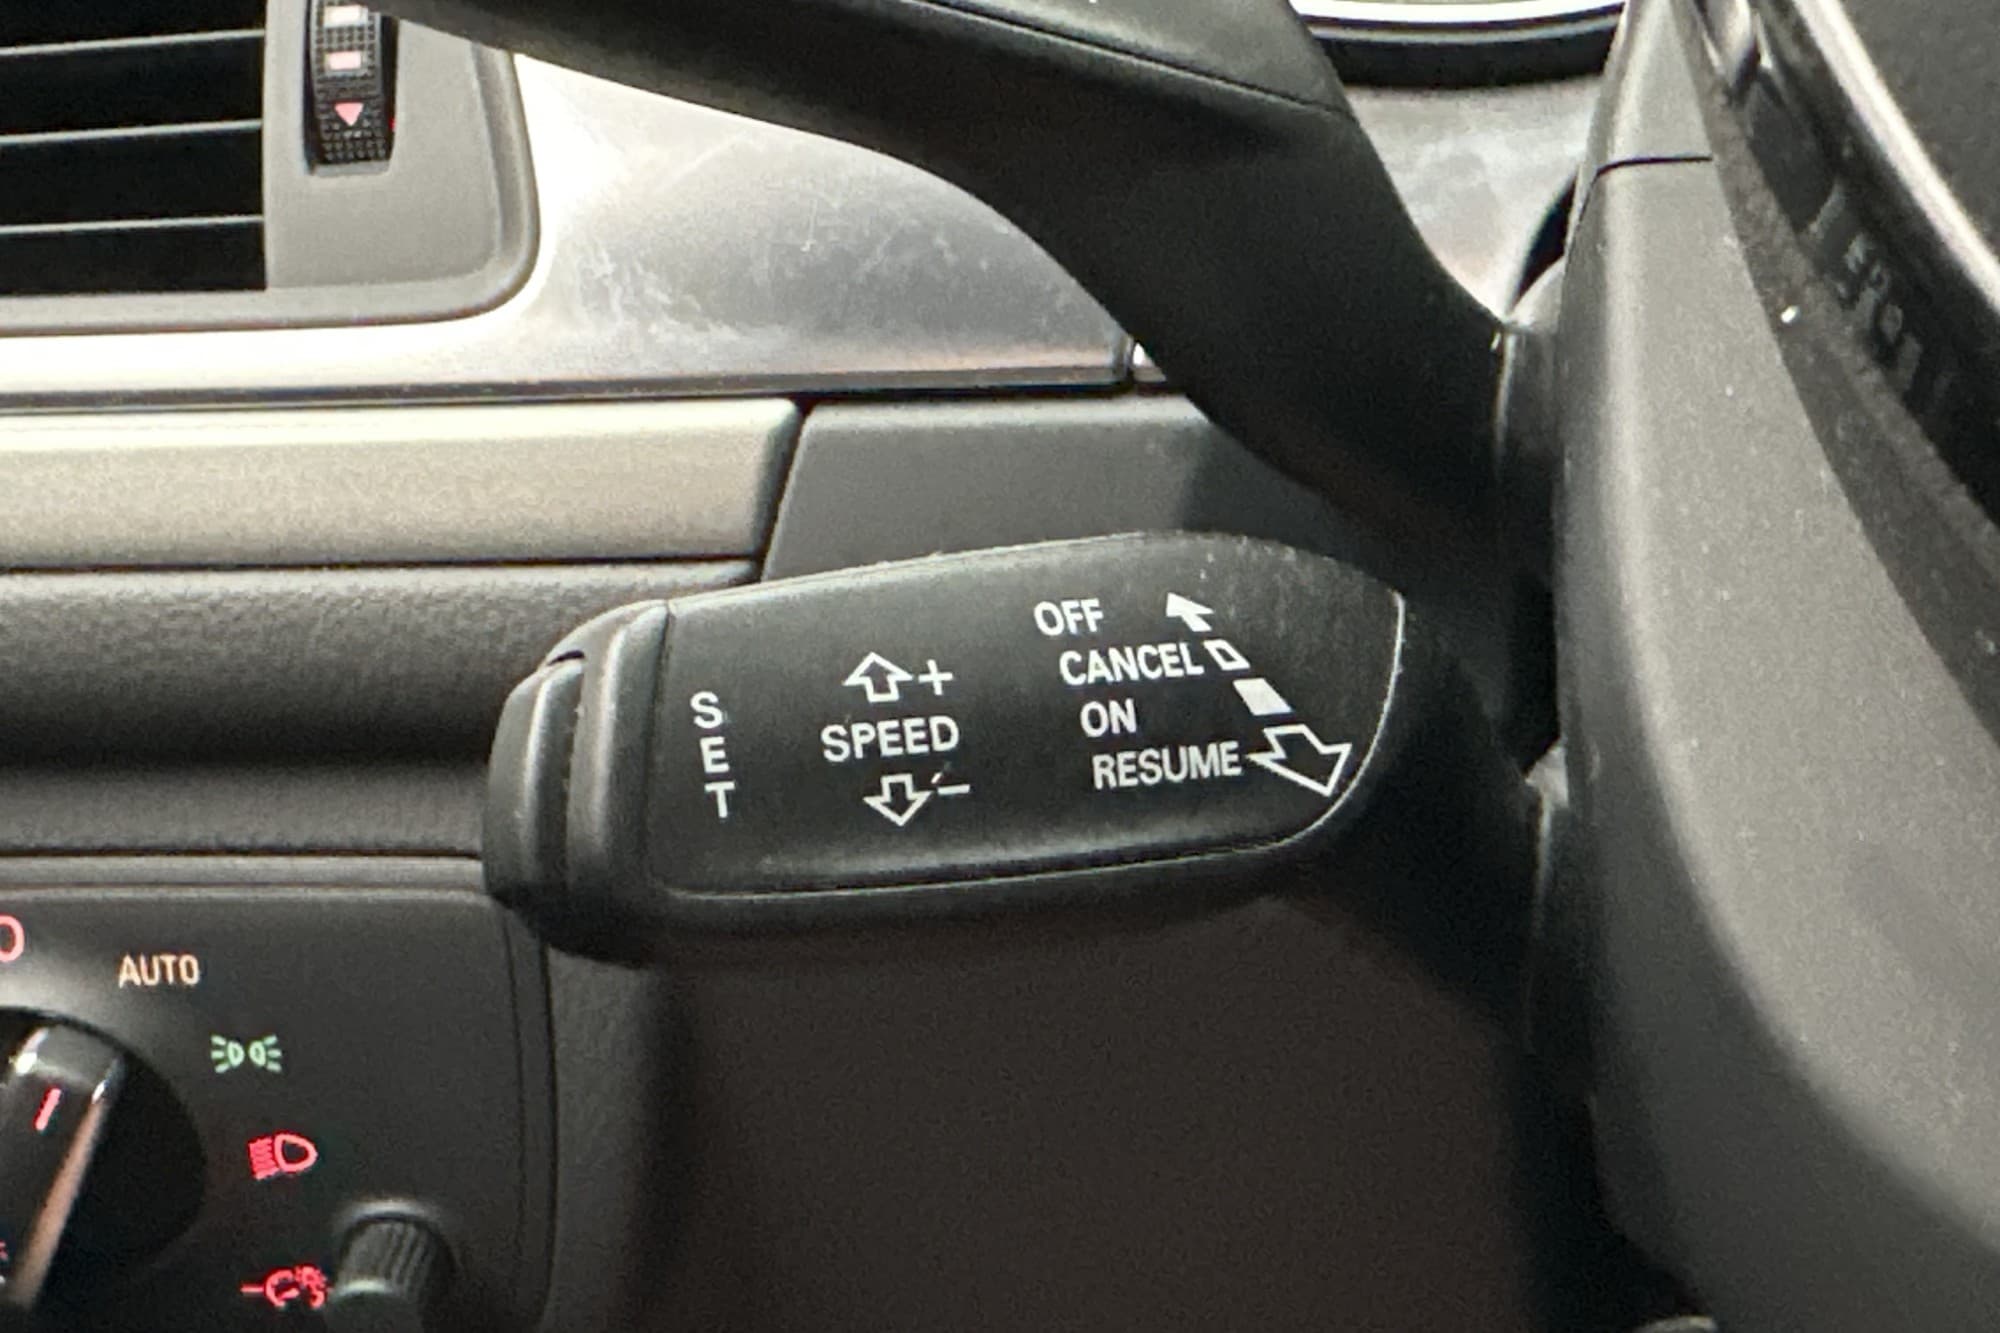 SET
+
SPEED
-
OFF
CANCEL
ON
RESUME
AUTO